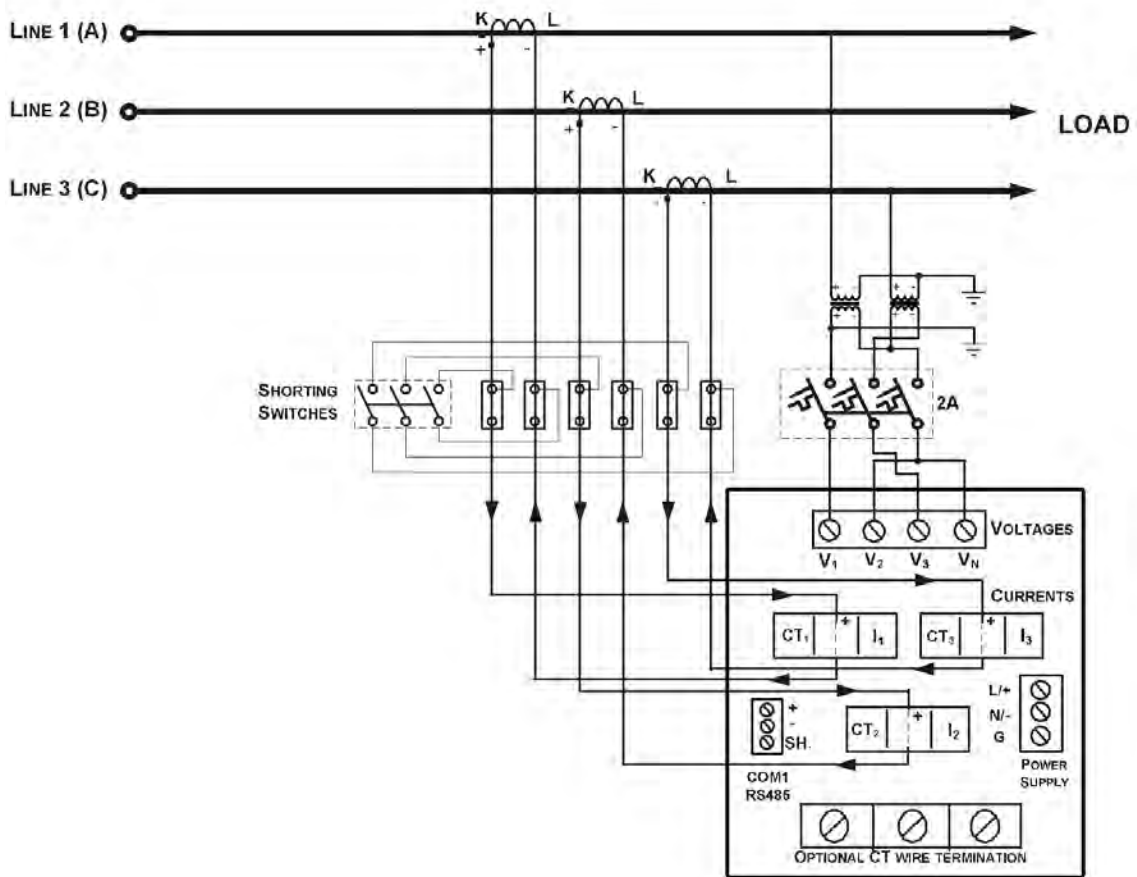 K L
LINE 1 (A)
+ -
K L
LINE 2 (B)
+ -
LOAD
K L
LINE 3 (C)
- -
+ - + -
+ - + -
SHORTING
SWITCHES
2A
VOLTAGES
V1 V2 V3 VN
CURRENTS
CT1 + I1
CT3 + I3
L/+
N/-
G
POWER
SUPPLY
+
-
SH
CT2 + I2
COM1
RS485
OPTIONAL CT WIRE TERMINATION